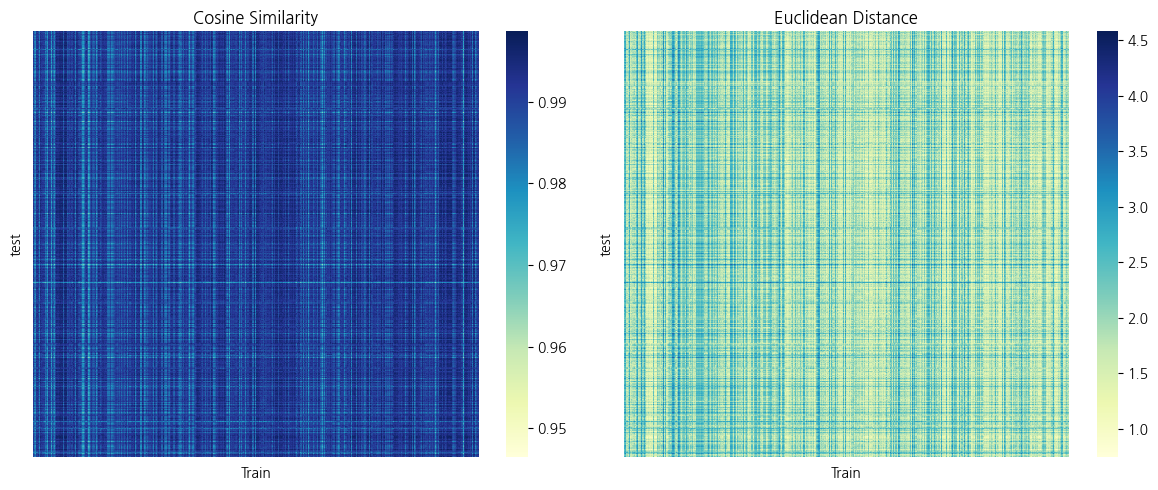 Cosine Similarity
test
Train
0.99
0.98
0.97
0.96
0.95
Euclidean Distance
test
Train
4.5
4.0
3.5
3.0
2.5
2.0
1.5
1.0